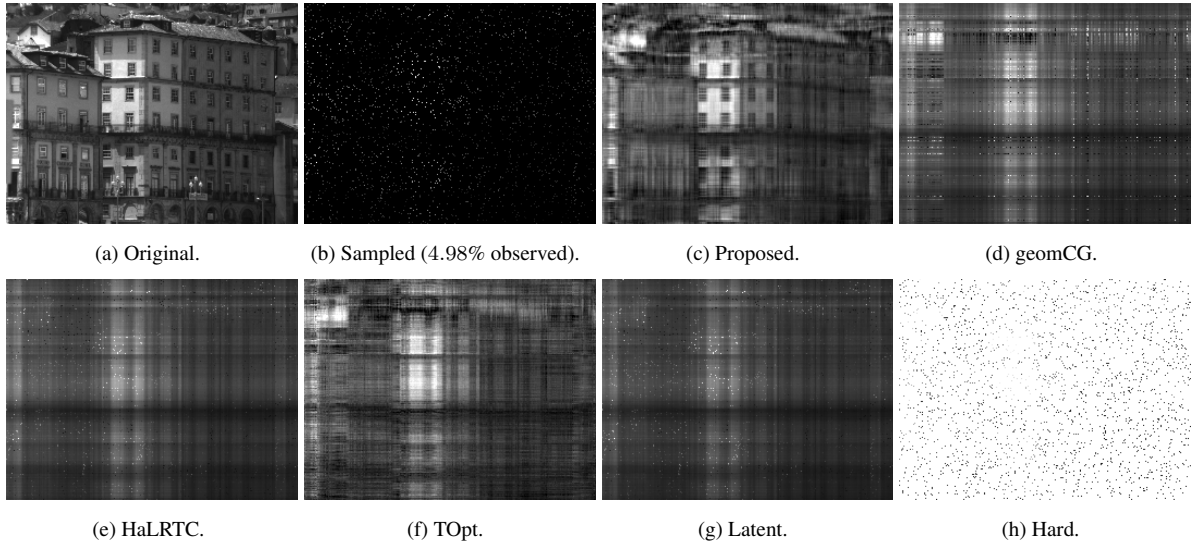 (a) Original.
(b) Sampled (4.98% observed).
(c) Proposed.
(d) geomCG.
(e) HaLRTC.
(f) TOpt.
(g) Latent.
(h) Hard.